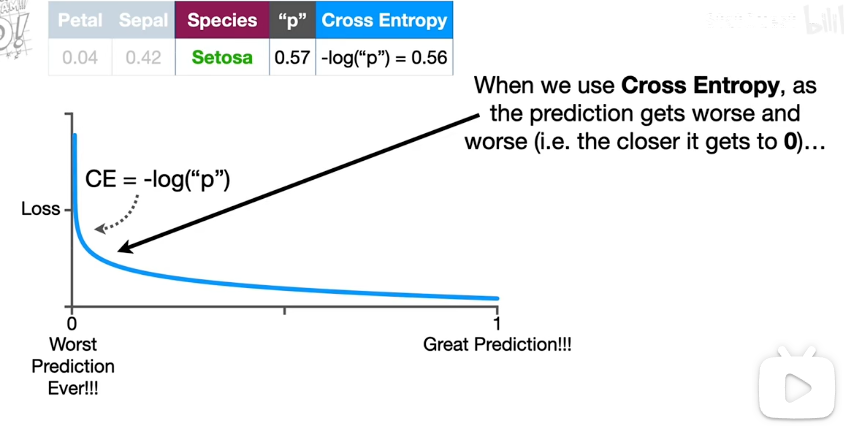 Petal Sepal Species “p” Cross Entropy
0.04 0.42 Setosa 0.57 -log(“p”) = 0.56
When we use Cross Entropy, as
the prediction gets worse and
worse (i.e. the closer it gets to 0)…
CE = -log(“p”)
Loss
0 1
Worst
Prediction
Ever!!!
Great Prediction!!!